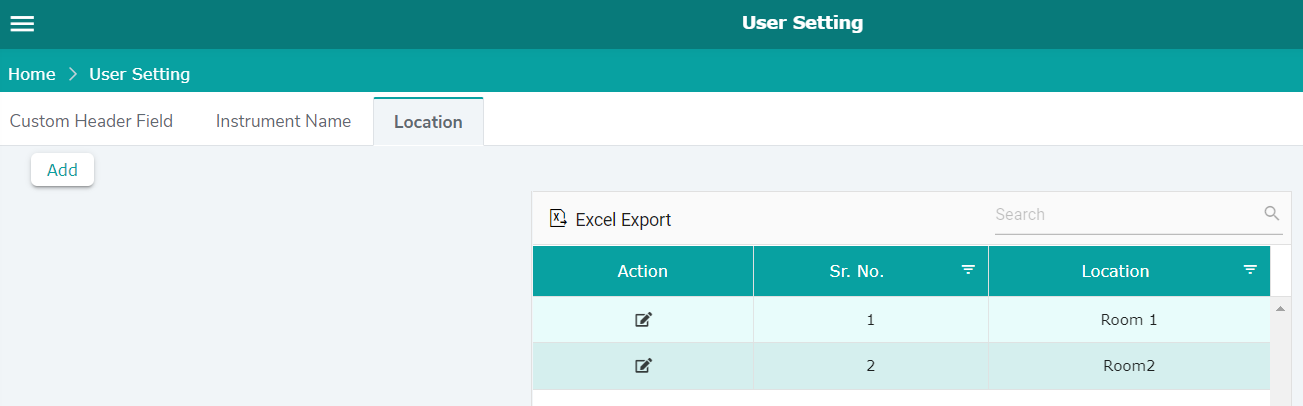 User Setting
Home > User Setting
Custom Header Field Instrument Name Location
Add
Excel Export Search
Action Sr. No. Location
1 Room 1
2 Room2